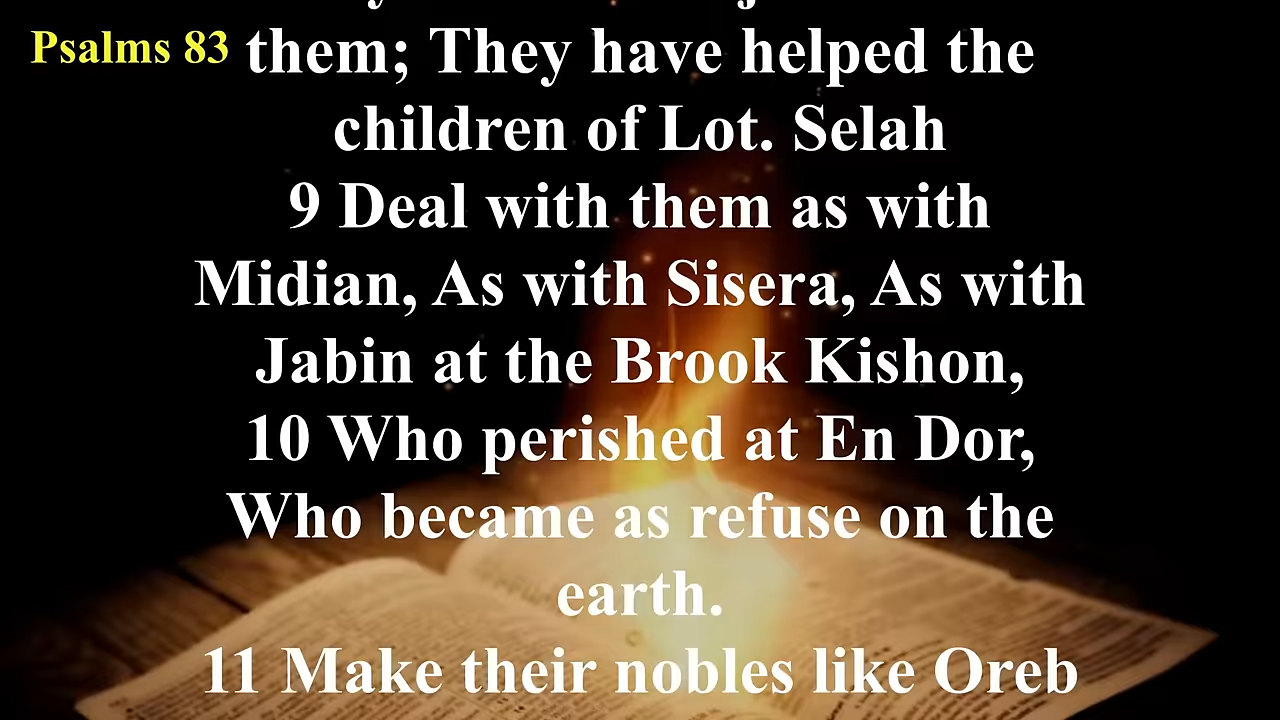 Psalms 83
them; They have helped the
children of Lot. Selah
9 Deal with them as with
Midian, As with Sisera, As with
Jabin at the Brook Kishon,
10 Who perished at En Dor,
Who became as refuse on the
earth.
11 Make their nobles like Oreb